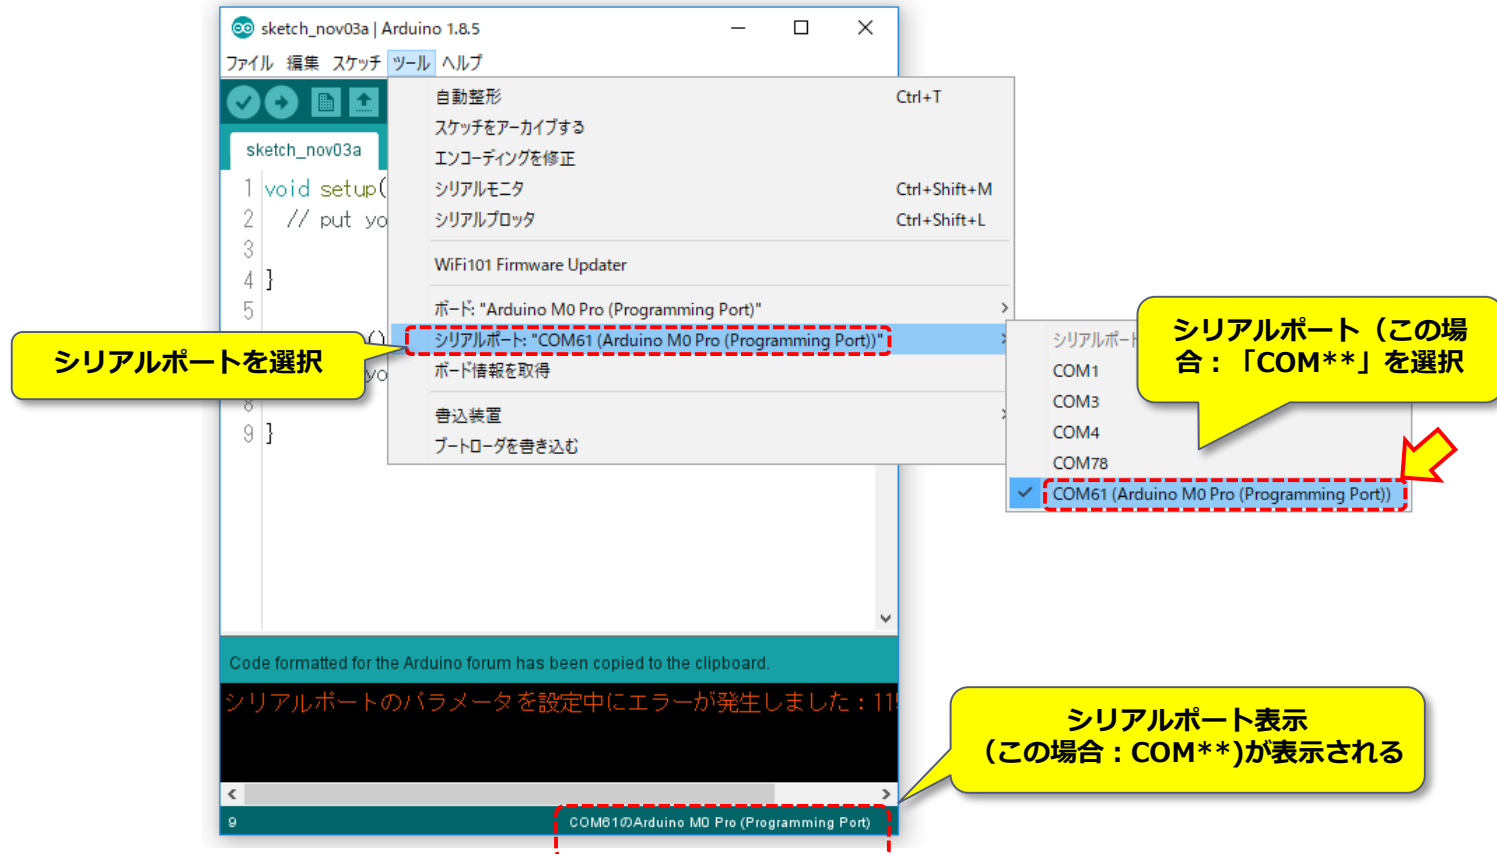 sketch_nov03a | Arduino 1.8.5
ファイル 編集 スケッチ ツール ヘルプ
自動整形 Ctrl+T
スケッチをアーカイブする
エンコーディングを修正
シリアルモニタ Ctrl+Shift+M
シリアルプロッタ Ctrl+Shift+L
WiFi101 Firmware Updater
ボード: "Arduino M0 Pro (Programming Port)"
シリアルポート: "COM61 (Arduino M0 Pro (Programming Port))"
ボード情報を取得
書込装置
ブートローダを書き込む
sketch_nov03a
1 void setup(
2 // put yo
3
4 }
5
()
yo
8
9 }
シリアルポートを選択
シリアルポート
COM1
COM3
COM4
COM78
COM61 (Arduino M0 Pro (Programming Port))
シリアルポート（この場
合：「COM**」を選択
Code formatted for the Arduino forum has been copied to the clipboard.
シリアルポートのパラメータを設定中にエラーが発生しました：115
シリアルポート表示
（この場合：COM**)が表示される
9 COM61のArduino M0 Pro (Programming Port)